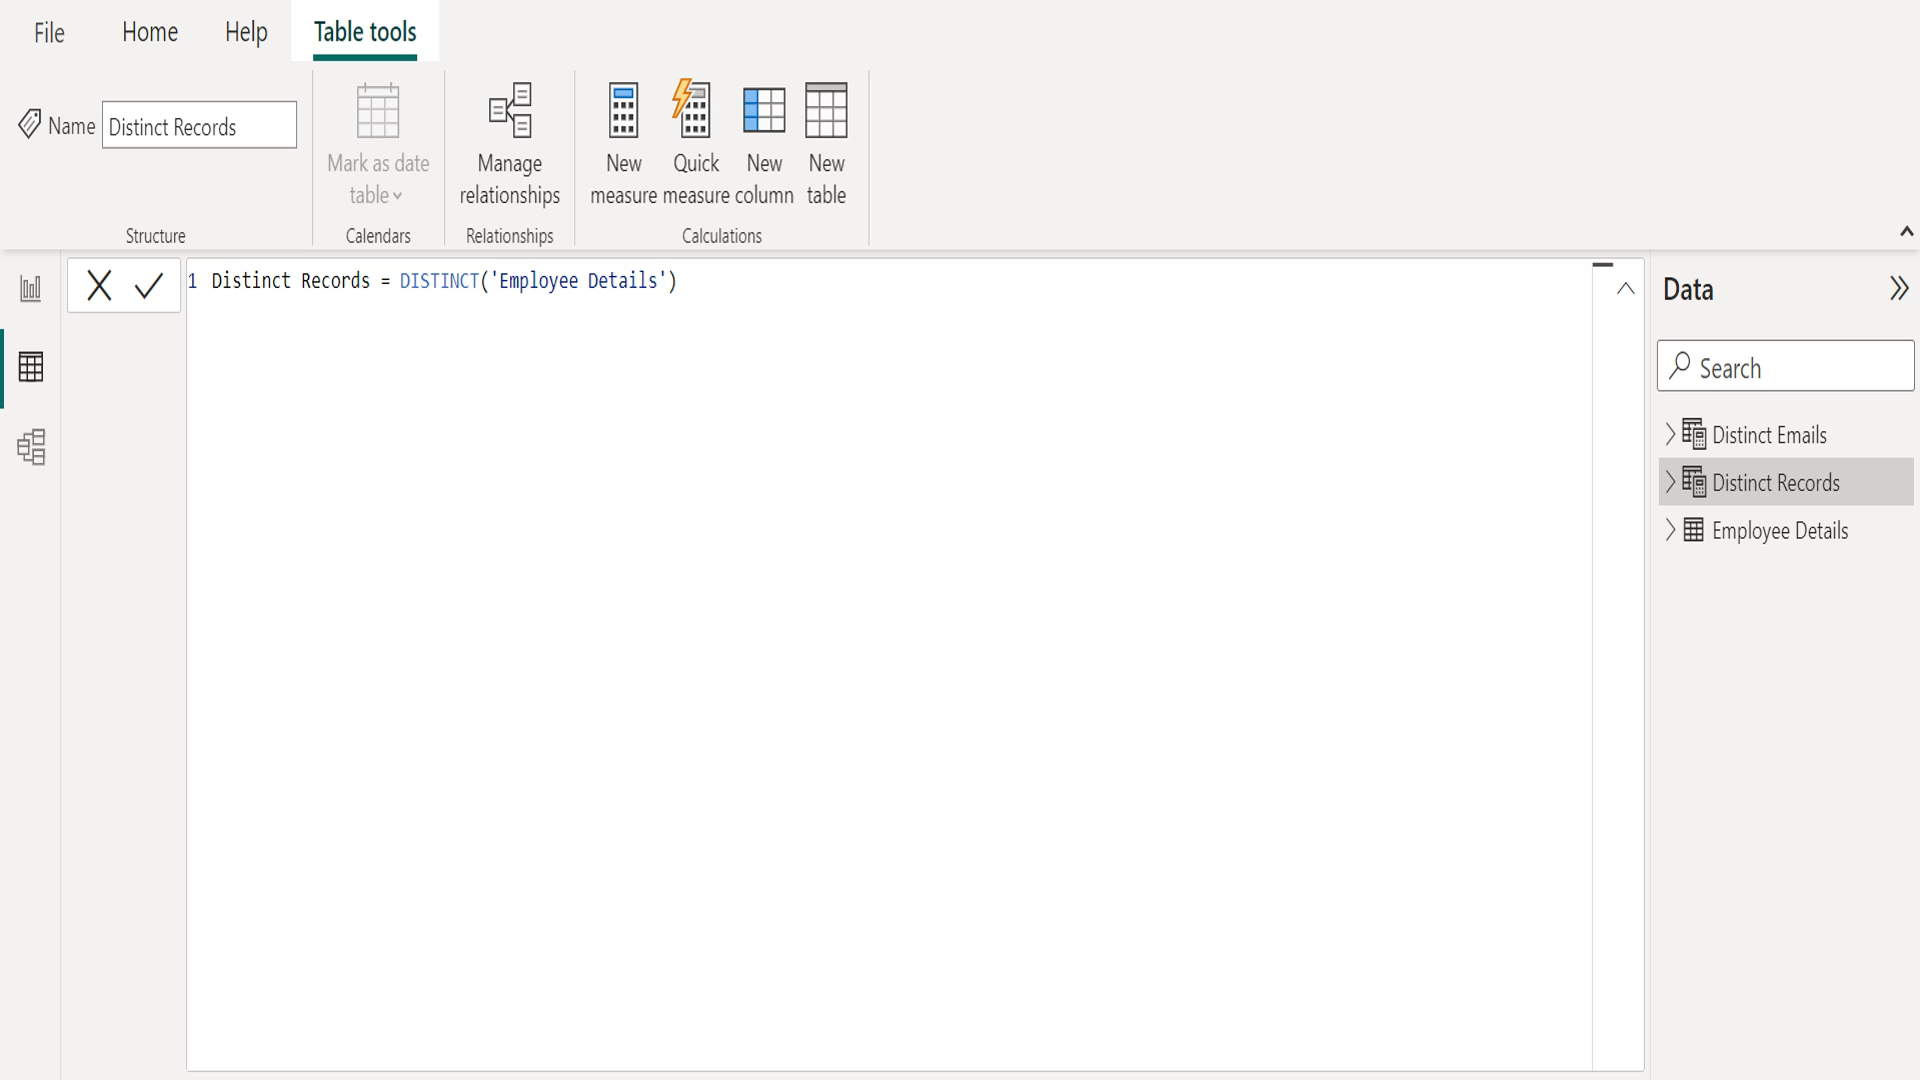 File Home Help Table tools
Name Distinct Records
Mark as date table
Manage relationships
New measure
Quick measure
New column
New table
Structure Calendars Relationships Calculations
1 Distinct Records = DISTINCT('Employee Details')
Data
Search
Distinct Emails
Distinct Records
Employee Details